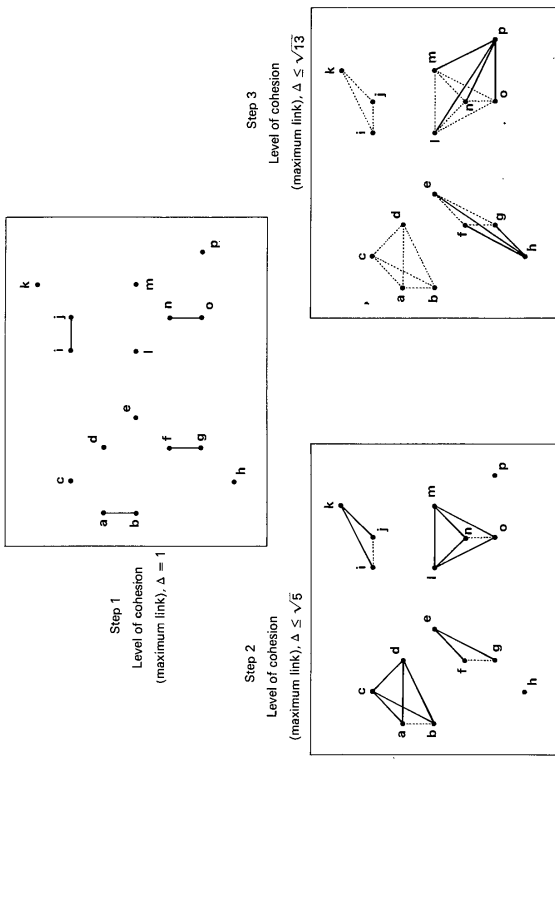 Step 1
Level of cohesion
(maximum link), Δ = 1
k
c i j
a d
b e l m
f n
g o p
h
Step 2
Level of cohesion
(maximum link), Δ ≤ √5
k
c i j
a d
b e l m
f n
g o p
h
Step 3
Level of cohesion
(maximum link), Δ ≤ √13
k
c i j
a d
b e l m
f n
g o p
h